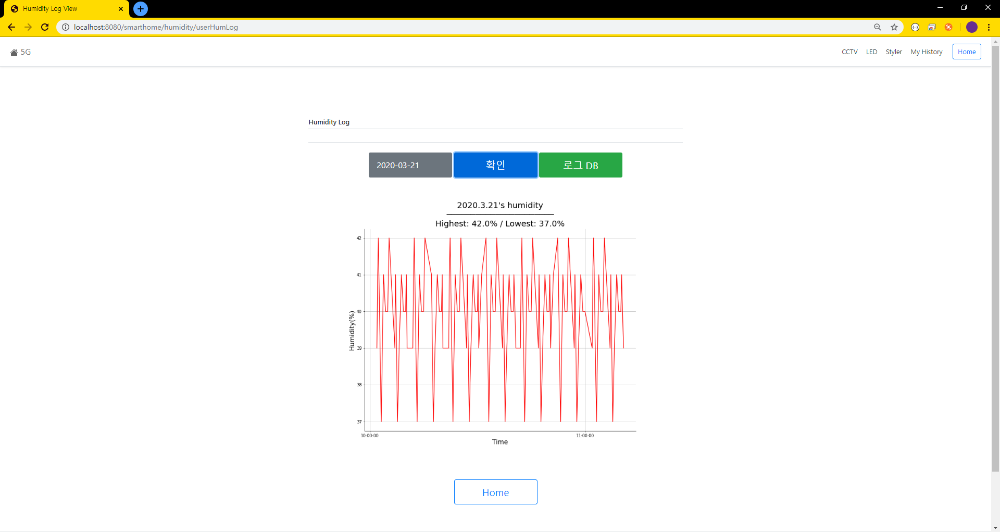 Humidity Log View
localhost:8080/smarthome/humidity/userHumLog
5G
CCTV LED Styler My History Home
Humidity Log
2020-03-21 확인 로그 DB
2020.3.21's humidity
Highest: 42.0% / Lowest: 37.0%
42
41
40
39
38
37
Humidity(%)
10:00:00 11:00:00
Time
Home